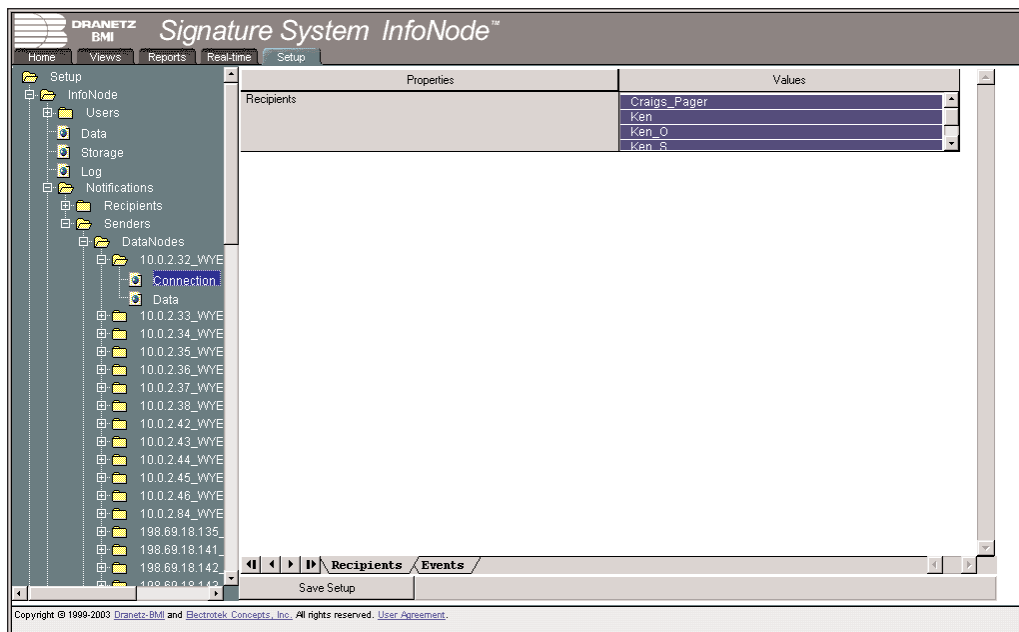 DRANETZ
BMI
Signature System InfoNode™
Home Views Reports Real-time Setup
Setup
InfoNode
Users
Data
Storage
Log
Notifications
Recipients
Senders
DataNodes
10.0.2.32_WYE
Connection
Data
10.0.2.33_WYE
10.0.2.34_WYE
10.0.2.35_WYE
10.0.2.36_WYE
10.0.2.37_WYE
10.0.2.38_WYE
10.0.2.42_WYE
10.0.2.43_WYE
10.0.2.44_WYE
10.0.2.45_WYE
10.0.2.46_WYE
10.0.2.84_WYE
198.69.18.135_
198.69.18.141_
198.69.18.142_
198.69.18.143
Properties Values
Recipients
Craigs_Pager
Ken
Ken_O
Ken_S
Recipients Events
Save Setup
Copyright © 1999-2003 Dranetz-BMI and Electrotek Concepts, Inc. All rights reserved. User Agreement.